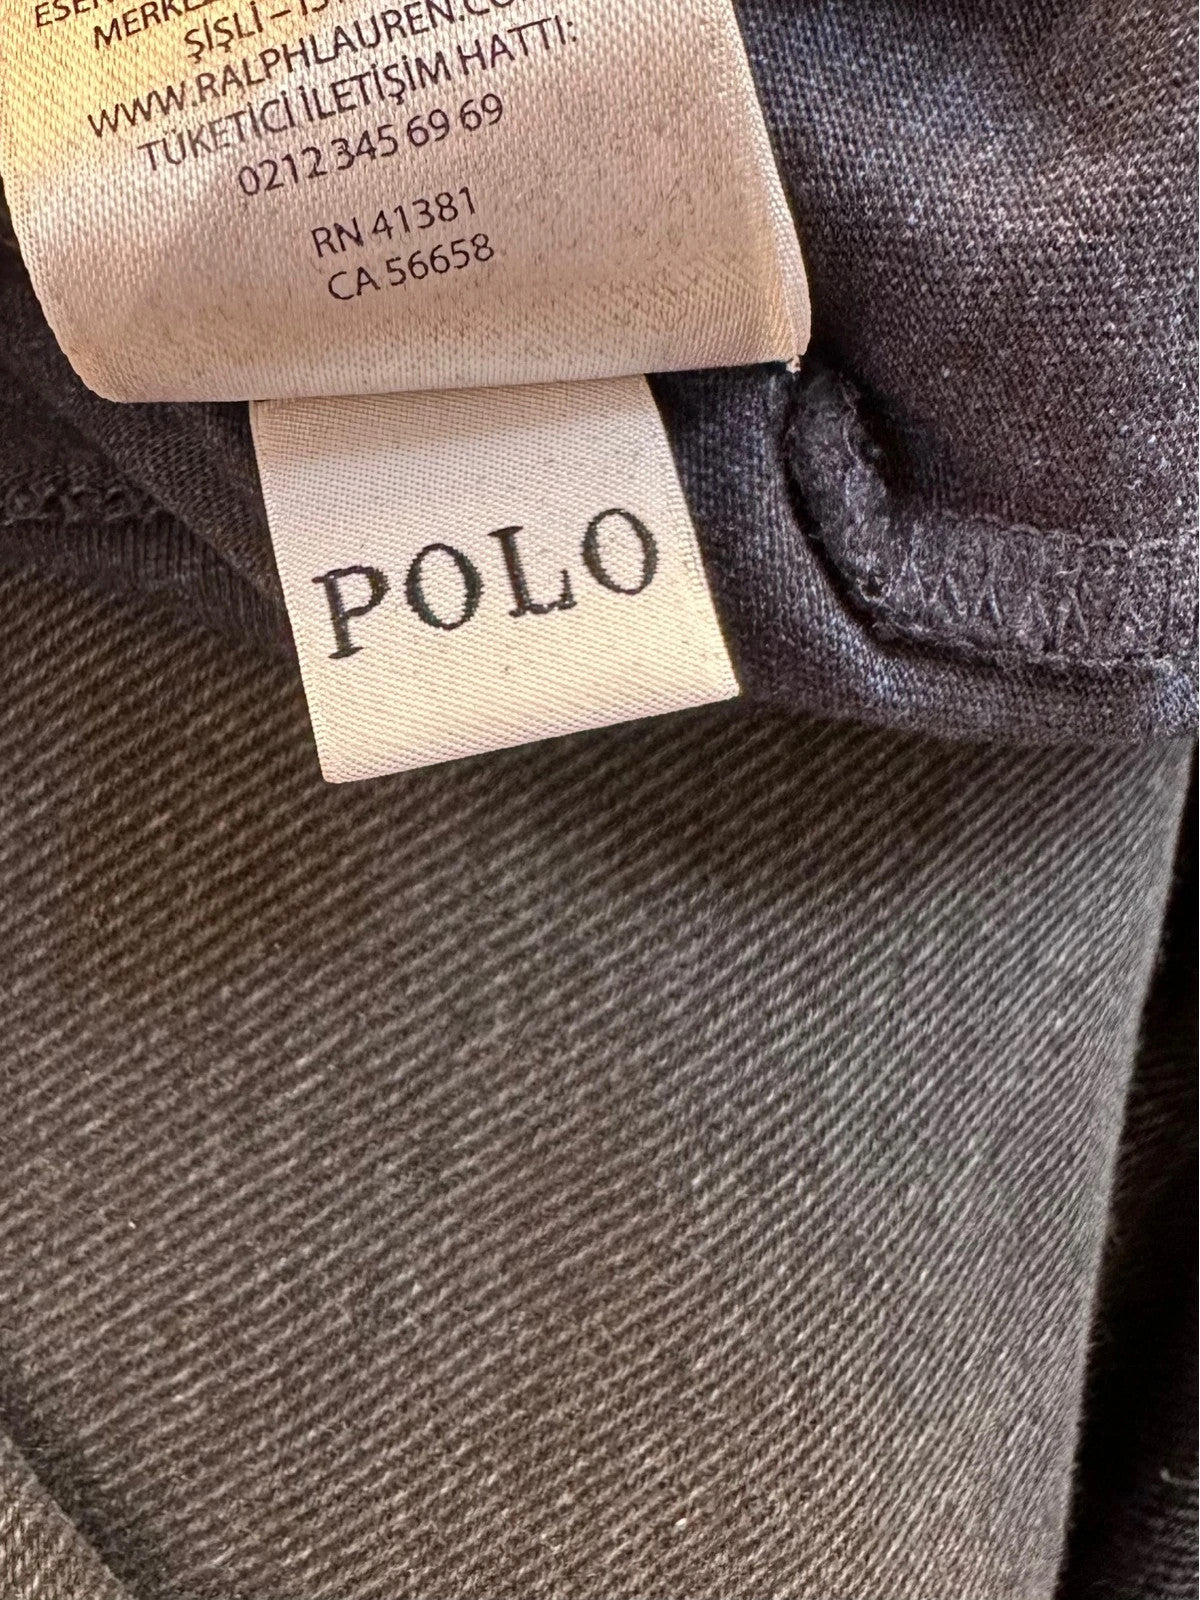 MERKEZ
ŞİŞLİ –
WWW.RALPHLAUREN.CO
TÜKETİCİ İLETİŞİM HATTI:
0212 345 69 69
RN 41381
CA 56658
POLO